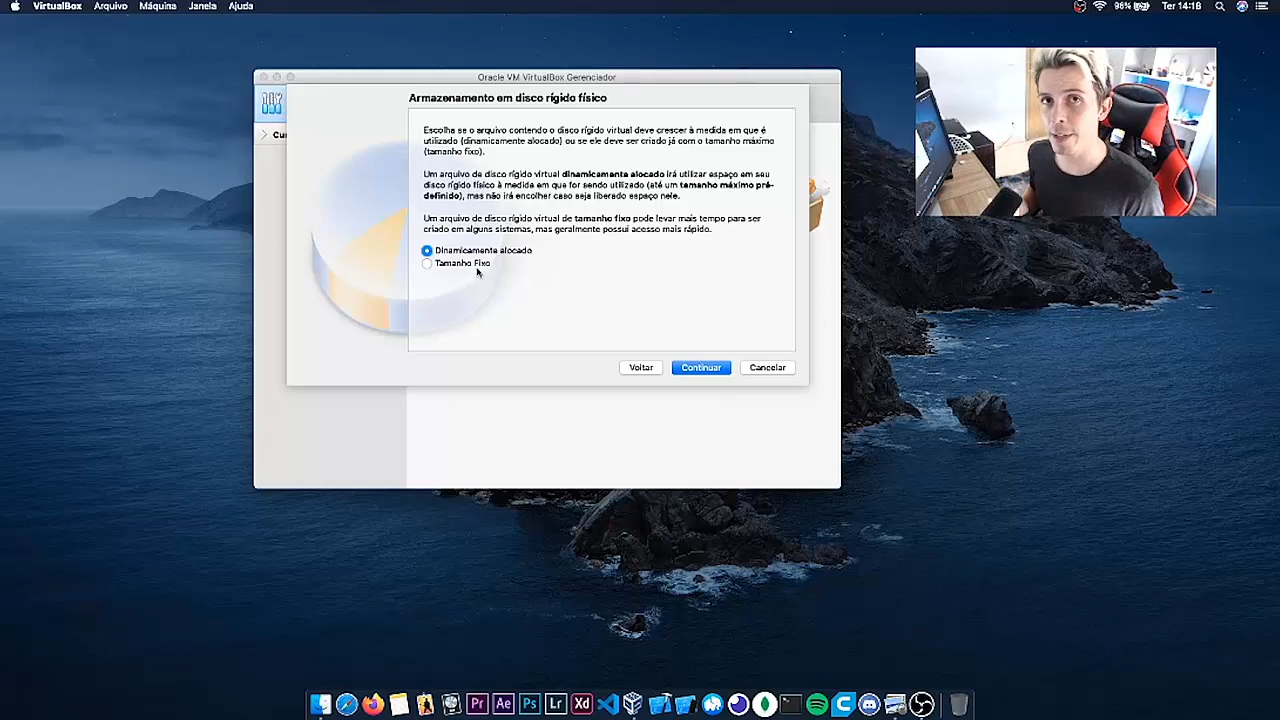 VirtualBox Arquivo Máquina Janela Ajuda 96% Ter 14:18
Oracle VM VirtualBox Gerenciador
Armazenamento em disco rígido físico
Cu
Escolha se o arquivo contendo o disco rígido virtual deve crescer à medida em que é
utilizado (dinamicamente alocado) ou se ele deve ser criado já com o tamanho máximo
(tamanho fixo).
Um arquivo de disco rígido virtual dinamicamente alocado irá utilizar espaço em seu
disco rígido físico à medida em que for sendo utilizado (até um tamanho máximo pré-
definido), mas não irá encolher caso seja liberado espaço nele.
Um arquivo de disco rígido virtual de tamanho fixo pode levar mais tempo para ser
criado em alguns sistemas, mas geralmente possui acesso mais rápido.
Dinamicamente alocado
Tamanho Fixo
Voltar Continuar Cancelar
Pr Ae Ps Lr Xd